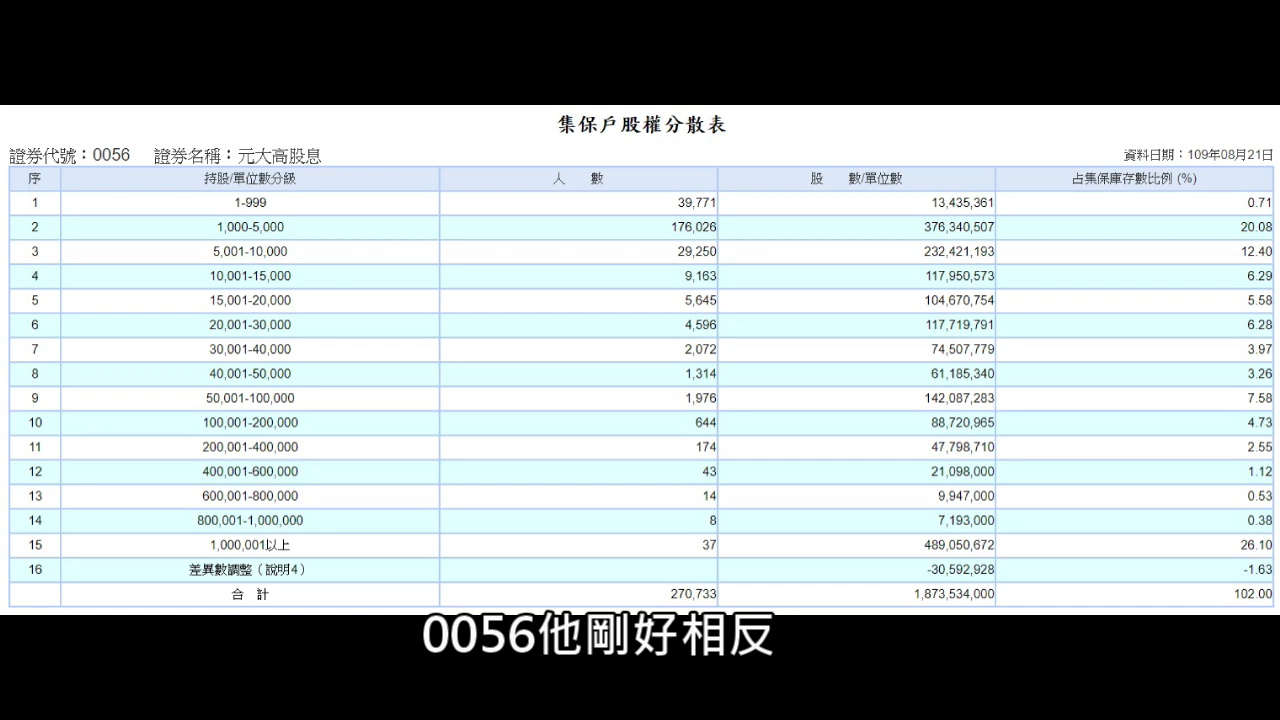 集保戶股權分散表
證券代號：0056 證券名稱：元大高股息 資料日期：109年08月21日
序 持股/單位數分級 人 數 股 數/單位數 占集保庫存數比例 (%)
1 1-999 39,771 13,435,361 0.71
2 1,000-5,000 176,026 376,340,507 20.08
3 5,001-10,000 29,250 232,421,193 12.40
4 10,001-15,000 9,163 117,950,573 6.29
5 15,001-20,000 5,645 104,670,754 5.58
6 20,001-30,000 4,596 117,719,791 6.28
7 30,001-40,000 2,072 74,507,779 3.97
8 40,001-50,000 1,314 61,185,340 3.26
9 50,001-100,000 1,976 142,087,283 7.58
10 100,001-200,000 644 88,720,965 4.73
11 200,001-400,000 174 47,798,710 2.55
12 400,001-600,000 43 21,098,000 1.12
13 600,001-800,000 14 9,947,000 0.53
14 800,001-1,000,000 8 7,193,000 0.38
15 1,000,001以上 37 489,050,672 26.10
16 差異數調整（說明4） -30,592,928 -1.63
合 計 270,733 1,873,534,000 102.00
0056他剛好相反